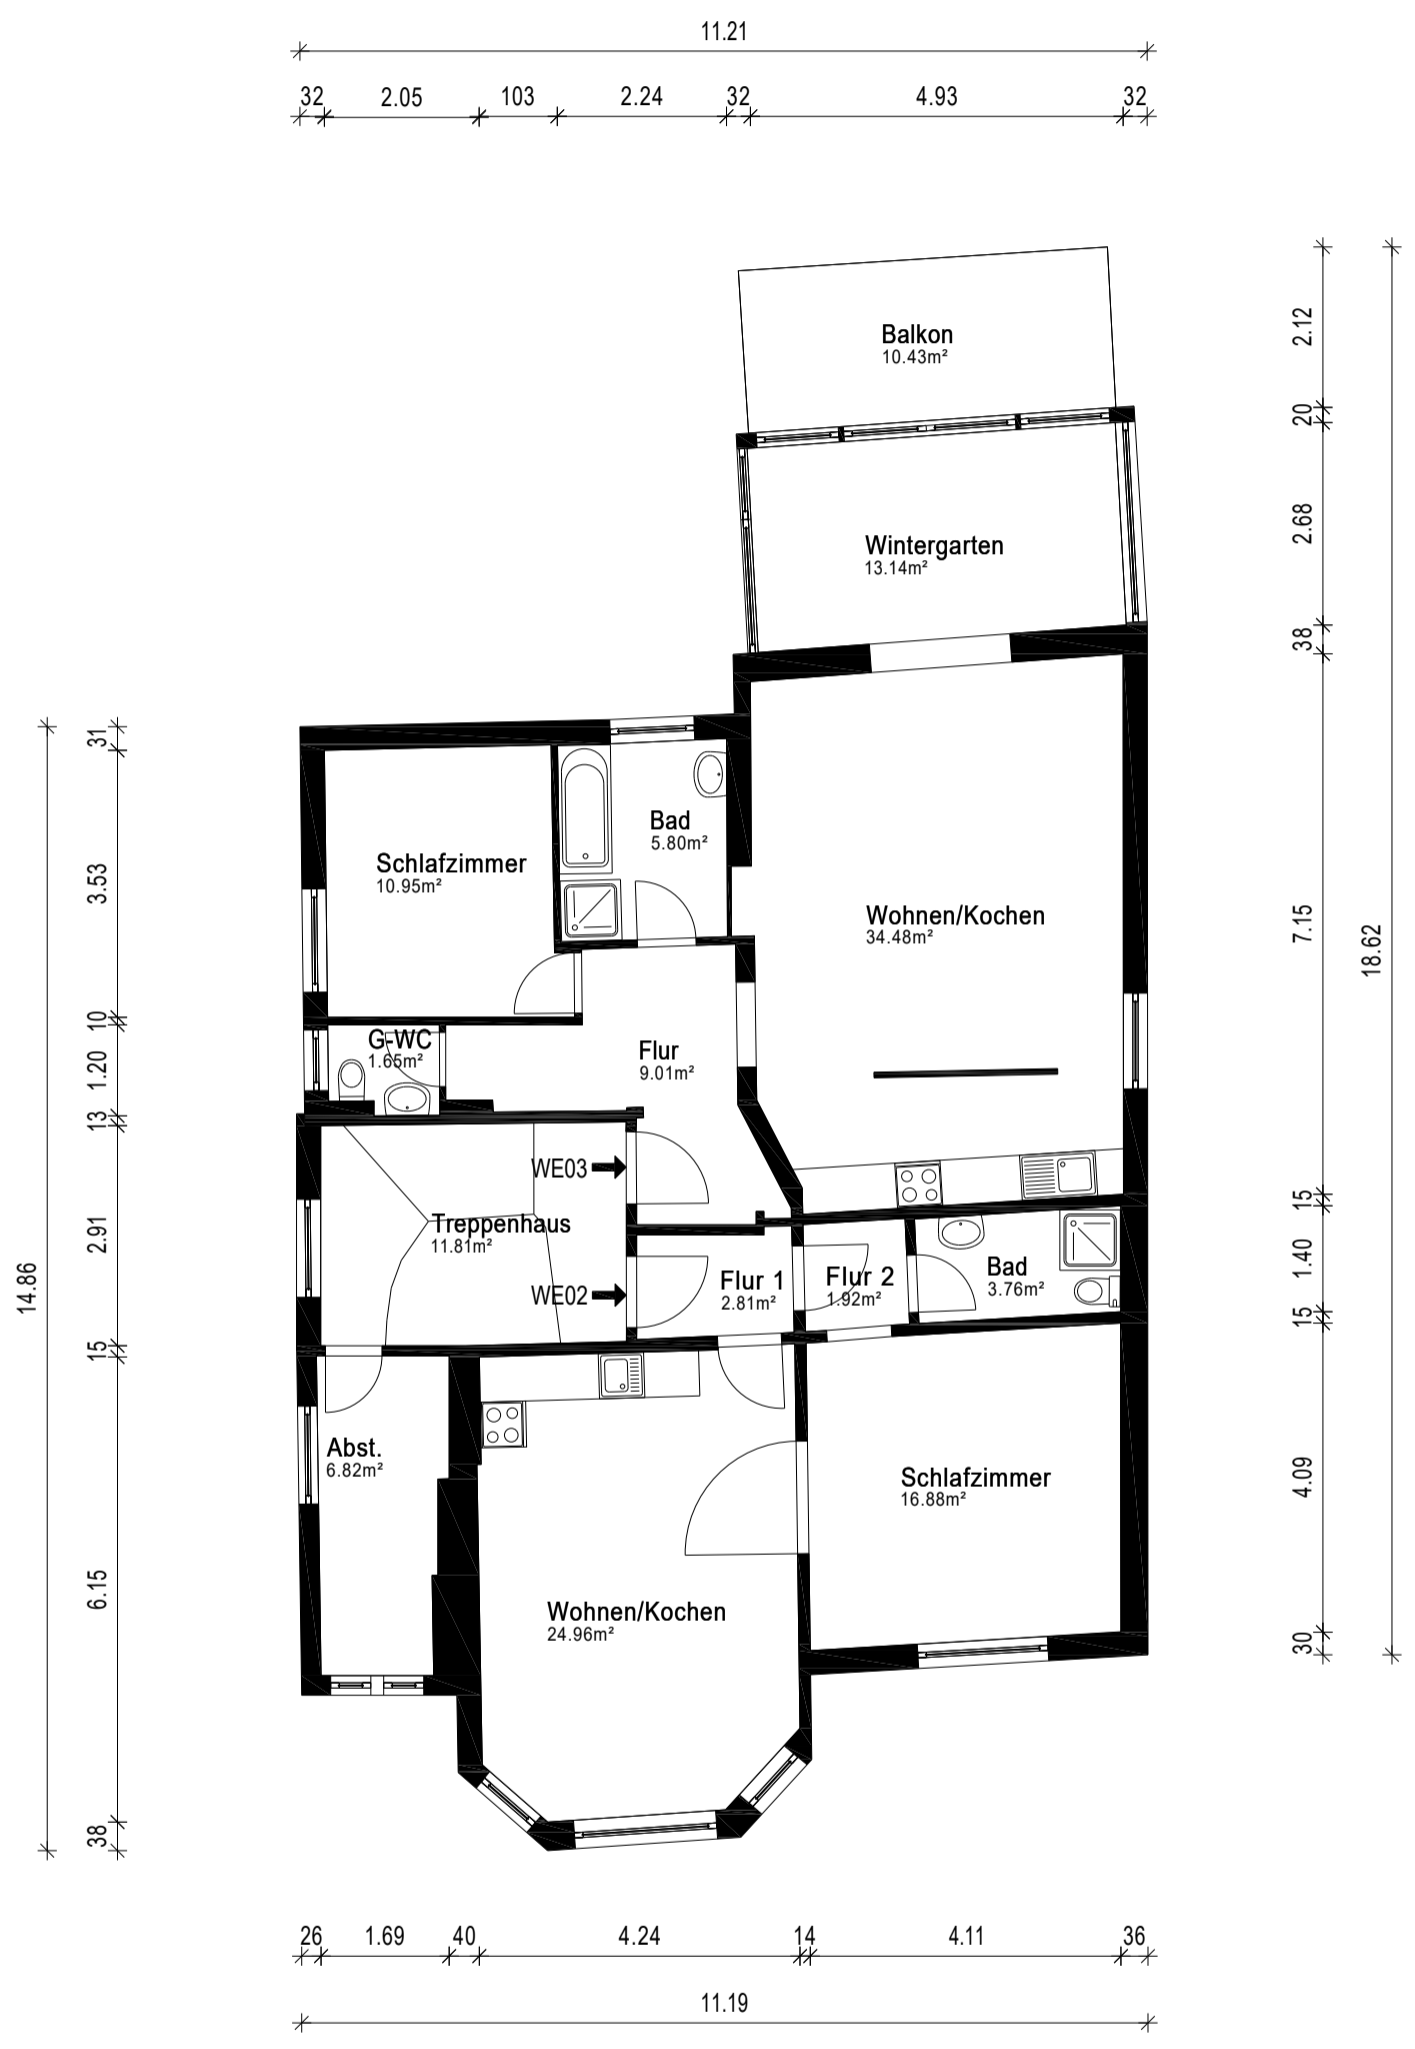 11.21
32 2.05 103 2.24 32 4.93 32
Balkon
10.43m²
2.12
20
Wintergarten
13.14m²
2.68
38
31
Bad
5.80m²
Schlafzimmer
10.95m²
3.53
Wohnen/Kochen
34.48m²
7.15
18.62
10
G-WC
1.65m²
Flur
9.01m²
1.20
13
WE03
Treppenhaus
11.81m²
2.91
15
14.86
WE02
Flur 1
2.81m²
Flur 2
1.92m²
Bad
3.76m²
1.40
15
15
Abst.
6.82m²
Schlafzimmer
16.88m²
4.09
6.15
Wohnen/Kochen
24.96m²
30
38
26 1.69 40 4.24 14 4.11 36
11.19